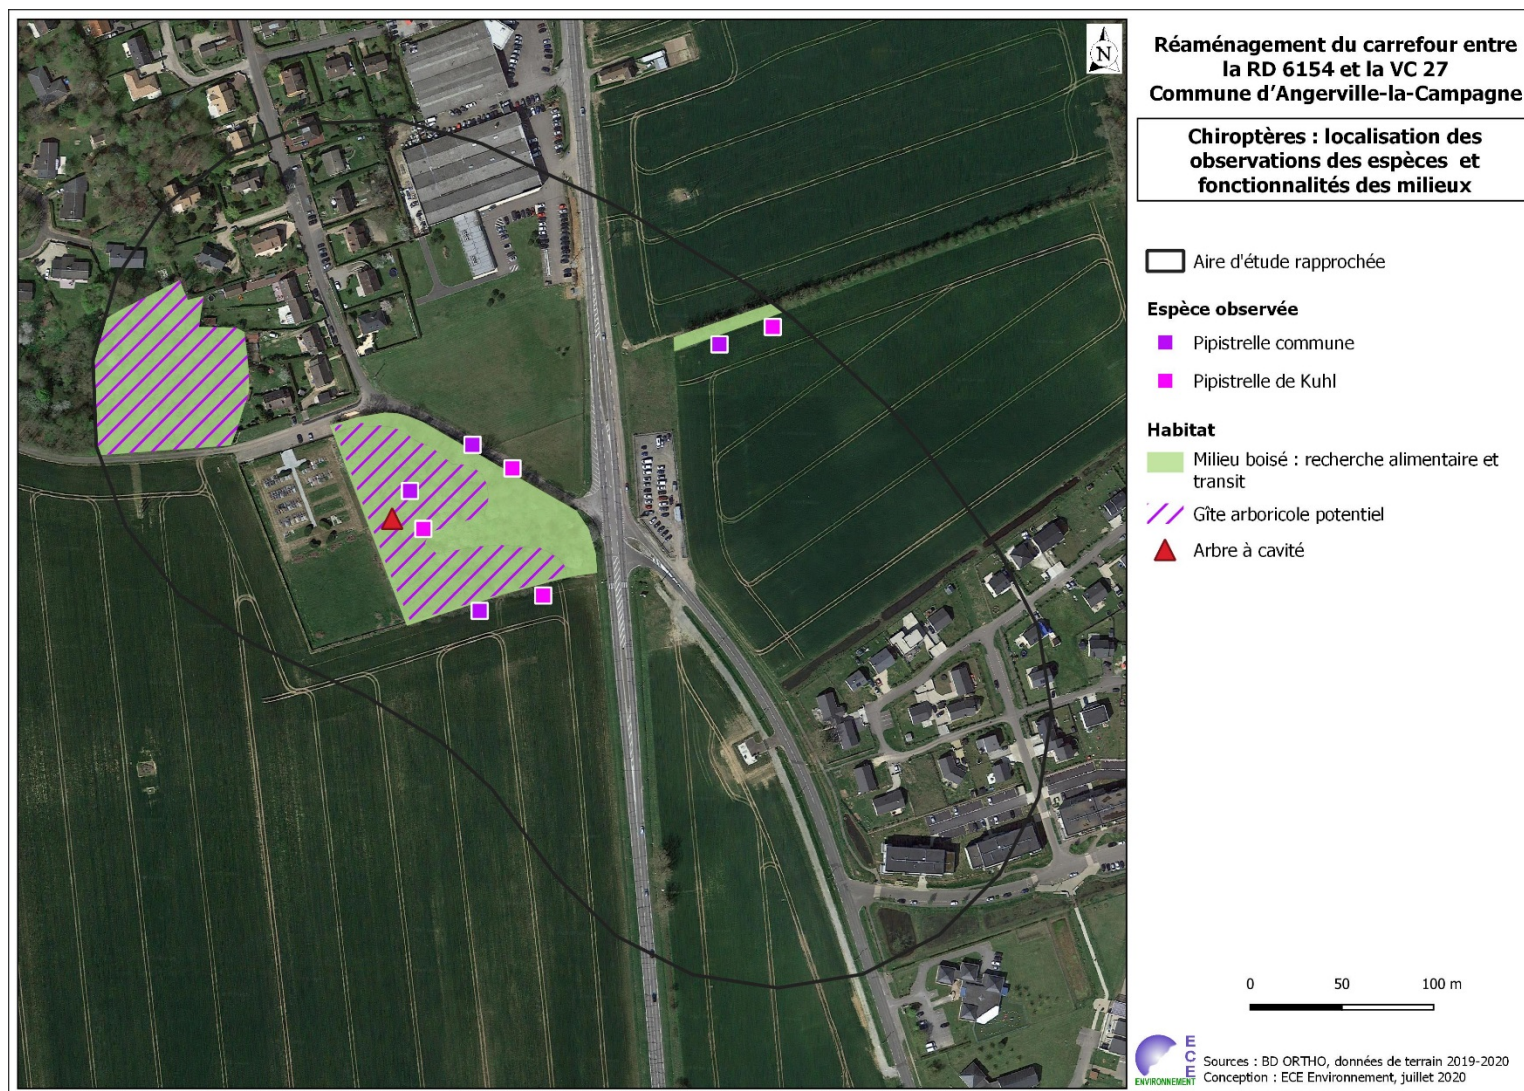 N
Réaménagement du carrefour entre
la RD 6154 et la VC 27
Commune d'Angerville-la-Campagne
Chiroptères : localisation des
observations des espèces et
fonctionnalités des milieux
Aire d'étude rapprochée
Espèce observée
Pipistrelle commune
Pipistrelle de Kuhl
Habitat
Milieu boisé : recherche alimentaire et
transit
Gîte arboricole potentiel
Arbre à cavité
0 50 100 m
ECE
ENVIRONNEMENT
Sources : BD ORTHO, données de terrain 2019-2020
Conception : ECE Environnement, juillet 2020